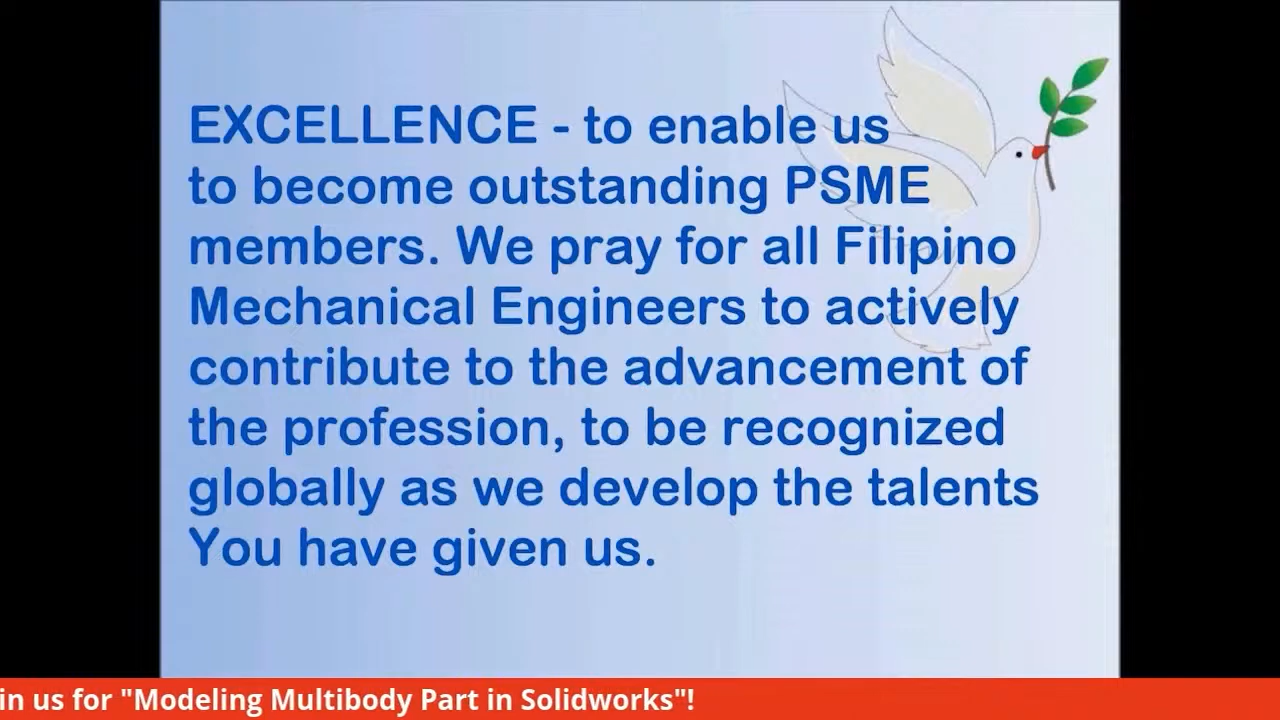 EXCELLENCE - to enable us
to become outstanding PSME
members. We pray for all Filipino
Mechanical Engineers to actively
contribute to the advancement of
the profession, to be recognized
globally as we develop the talents
You have given us.
in us for "Modeling Multibody Part in Solidworks"!